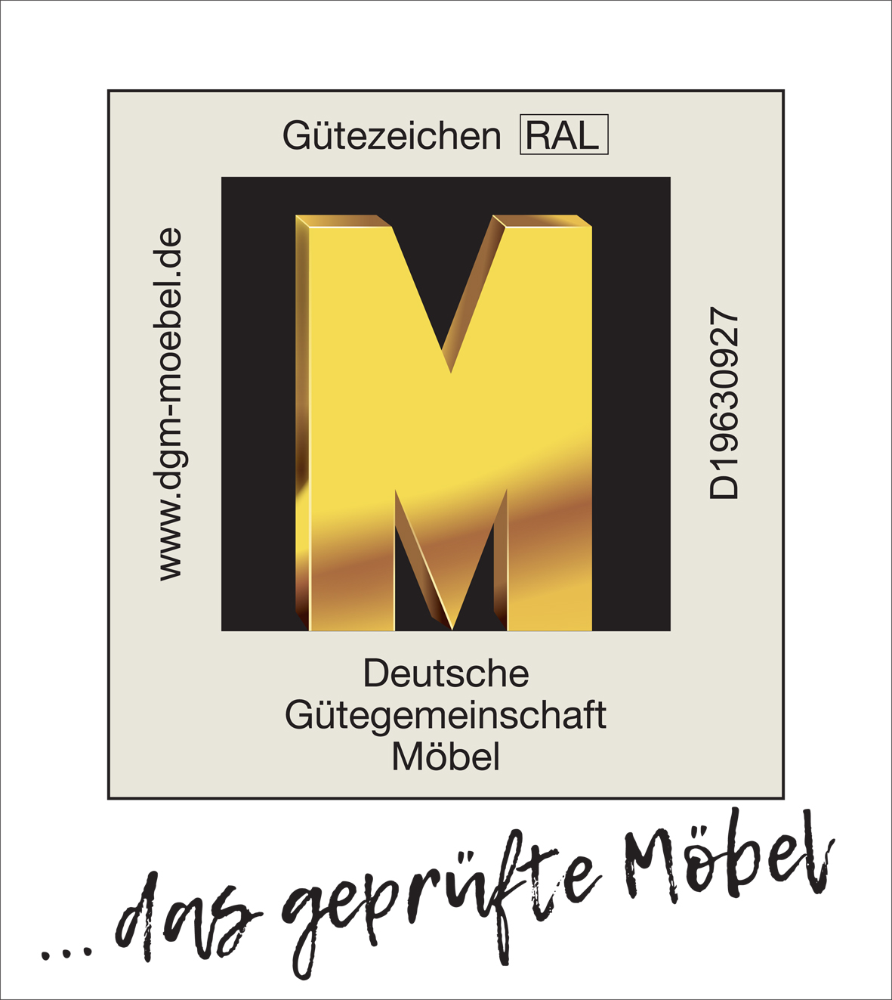 Gütezeichen RAL
www.dgm-moebel.de
M
D19630927
Deutsche
Gütegemeinschaft
Möbel
... das geprüfte Möbel